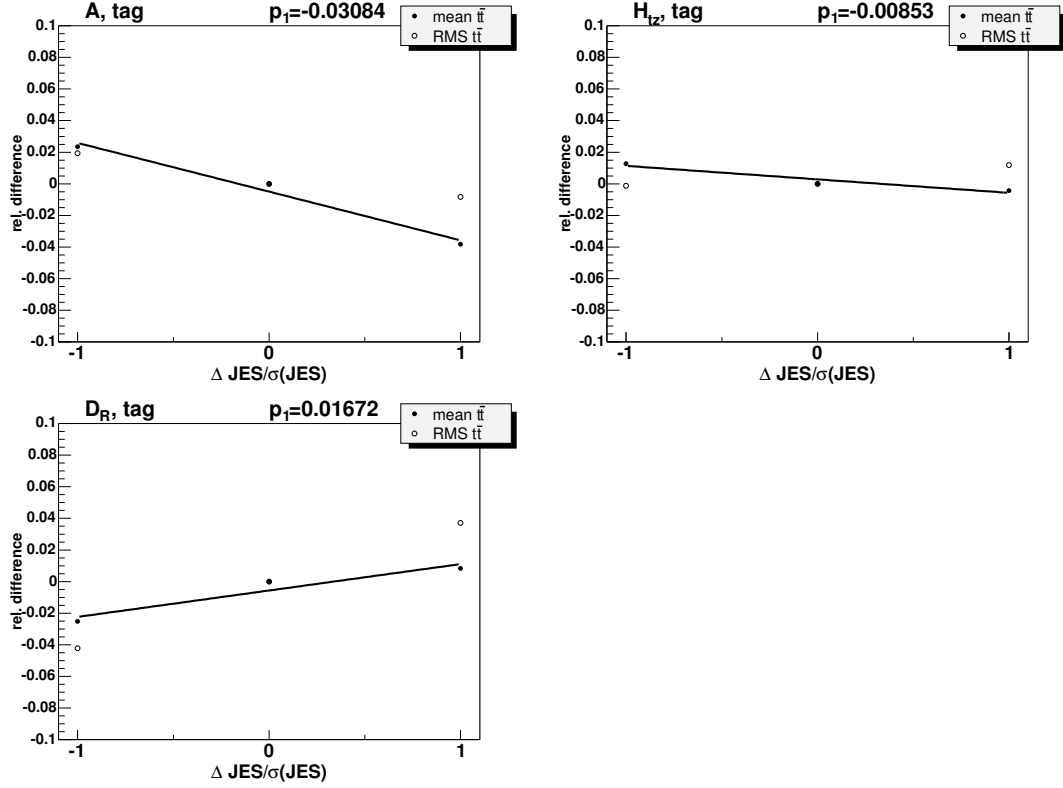 A, tag p₁=-0.03084
mean tt̄
RMS tt̄
0.1
0.08
0.06
0.04
0.02
0
-0.02
-0.04
-0.06
-0.08
-0.1
rel. difference
-1 0 1
Δ JES/σ(JES)
H_tz, tag p₁=-0.00853
mean tt̄
RMS tt̄
0.1
0.08
0.06
0.04
0.02
0
-0.02
-0.04
-0.06
-0.08
-0.1
rel. difference
-1 0 1
Δ JES/σ(JES)
D_R, tag p₁=0.01672
mean tt̄
RMS tt̄
0.1
0.08
0.06
0.04
0.02
0
-0.02
-0.04
-0.06
-0.08
-0.1
rel. difference
-1 0 1
Δ JES/σ(JES)